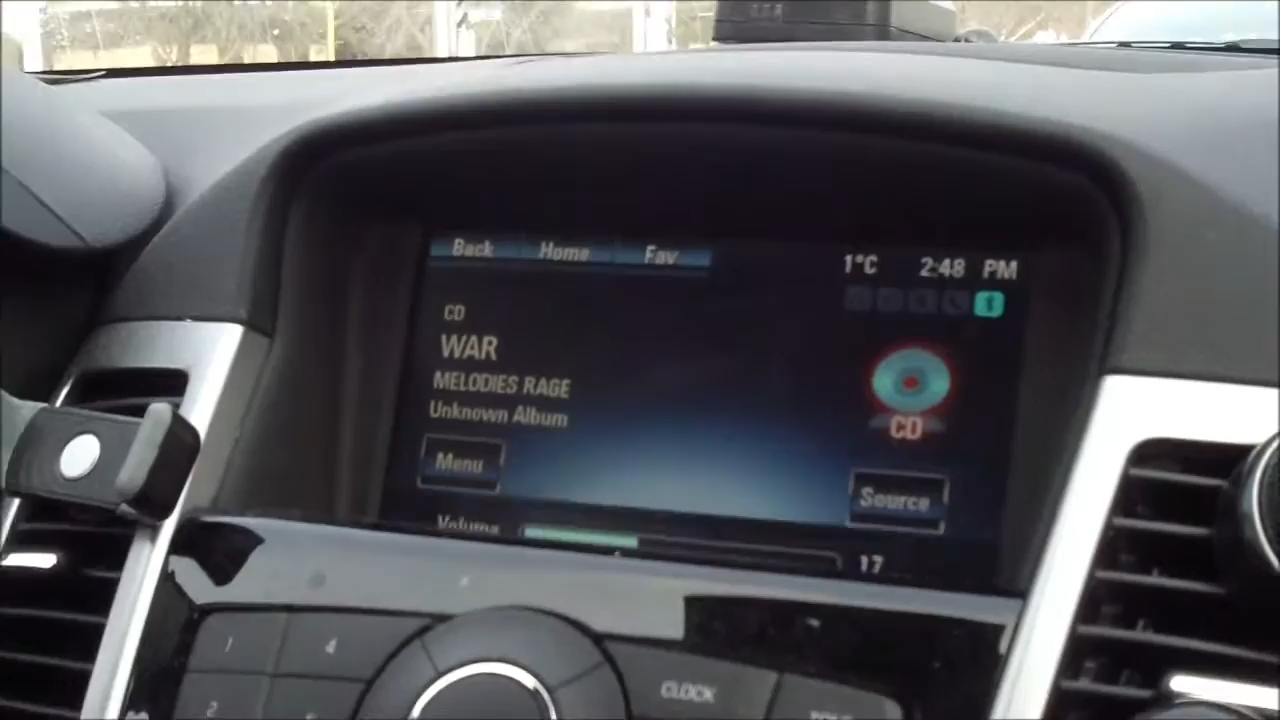 Back Home Fav
1°C 2:48 PM
CD
WAR
MELODIES RAGE
Unknown Album
CD
Menu
Source
Volume 17
1 4
CLOCK
2